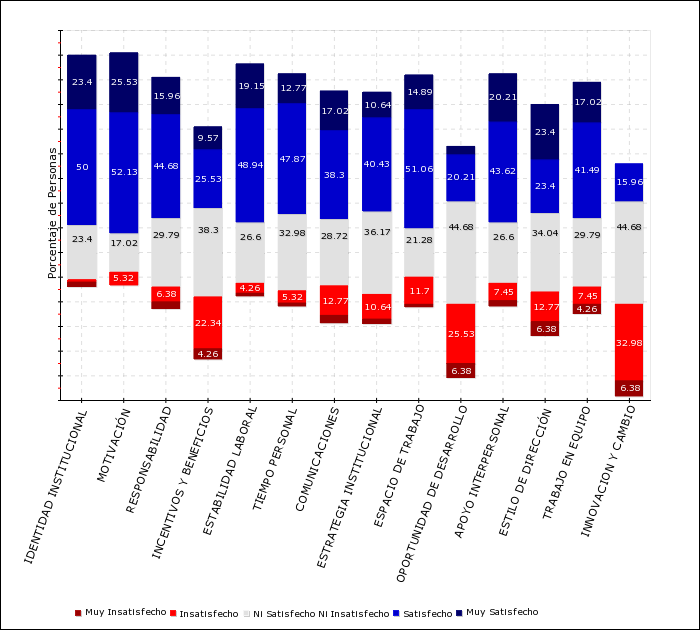 Porcentaje de Personas
23.4 25.53 15.96 9.57 19.15 12.77 17.02 10.64 14.89 20.21 23.4 17.02
50 52.13 44.68 25.53 48.94 47.87 38.3 40.43 51.06 20.21 43.62 23.4 41.49 15.96
23.4 17.02 29.79 38.3 26.6 32.98 28.72 36.17 21.28 44.68 26.6 34.04 29.79 44.68
5.32 6.38 22.34 4.26 5.32 12.77 10.64 11.7 25.53 7.45 12.77 7.45 32.98
4.26 6.38 6.38 4.26 6.38
IDENTIDAD INSTITUCIONAL
MOTIVACIÓN
RESPONSABILIDAD
INCENTIVOS Y BENEFICIOS
ESTABILIDAD LABORAL
TIEMPO PERSONAL
COMUNICACIONES
ESTRATEGIA INSTITUCIONAL
ESPACIO DE TRABAJO
OPORTUNIDAD DE DESARROLLO
APOYO INTERPERSONAL
ESTILO DE DIRECCIÓN
TRABAJO EN EQUIPO
INNOVACION Y CAMBIO
Muy Insatisfecho Insatisfecho Ni Satisfecho Ni Insatisfecho Satisfecho Muy Satisfecho